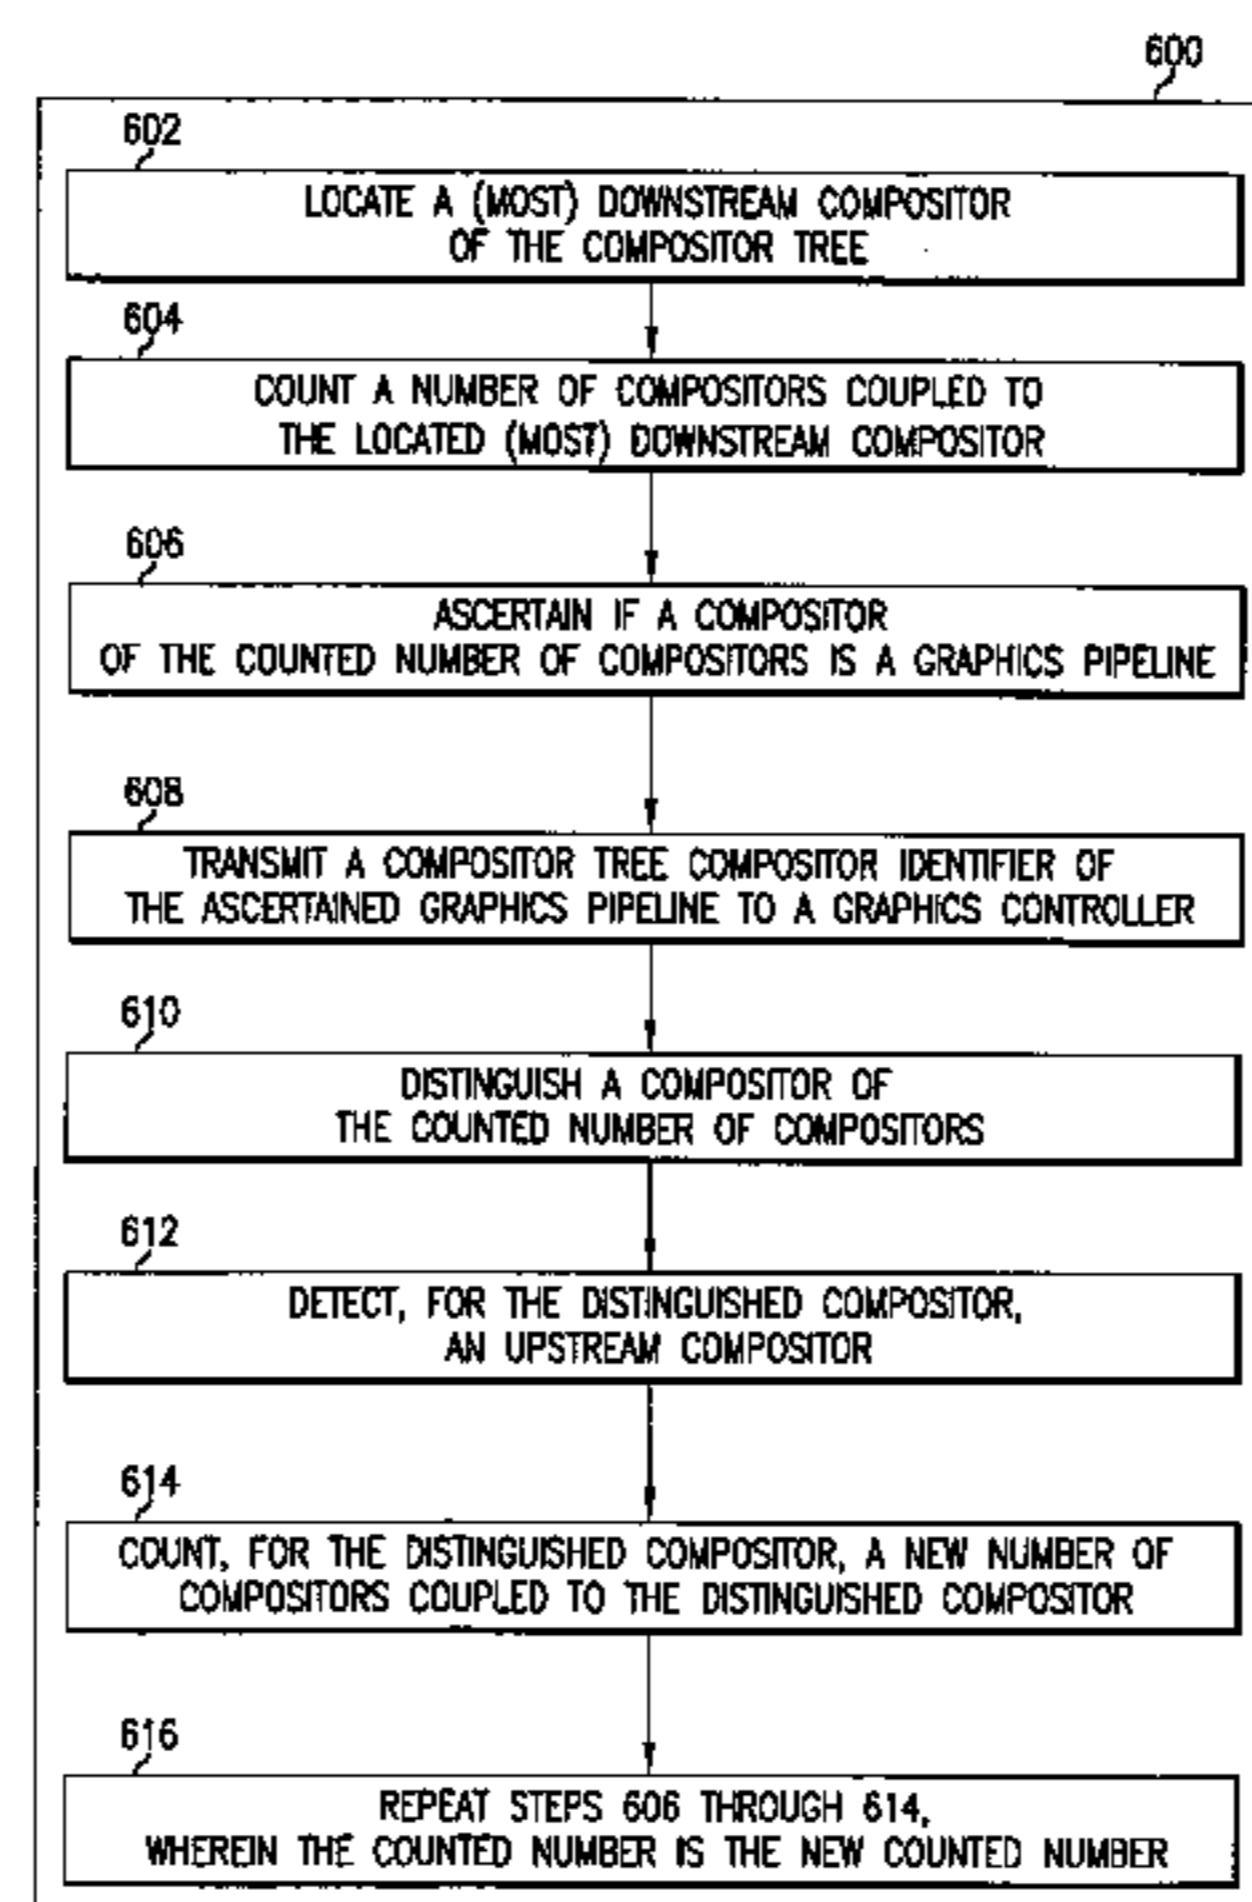 600
602
LOCATE A (MOST) DOWNSTREAM COMPOSITOR
OF THE COMPOSITOR TREE
604
COUNT A NUMBER OF COMPOSITORS COUPLED TO
THE LOCATED (MOST) DOWNSTREAM COMPOSITOR
606
ASCERTAIN IF A COMPOSITOR
OF THE COUNTED NUMBER OF COMPOSITORS IS A GRAPHICS PIPELINE
608
TRANSMIT A COMPOSITOR TREE COMPOSITOR IDENTIFIER OF
THE ASCERTAINED GRAPHICS PIPELINE TO A GRAPHICS CONTROLLER
610
DISTINGUISH A COMPOSITOR OF
THE COUNTED NUMBER OF COMPOSITORS
612
DETECT, FOR THE DISTINGUISHED COMPOSITOR,
AN UPSTREAM COMPOSITOR
614
COUNT, FOR THE DISTINGUISHED COMPOSITOR, A NEW NUMBER OF
COMPOSITORS COUPLED TO THE DISTINGUISHED COMPOSITOR
616
REPEAT STEPS 606 THROUGH 614,
WHEREIN THE COUNTED NUMBER IS THE NEW COUNTED NUMBER